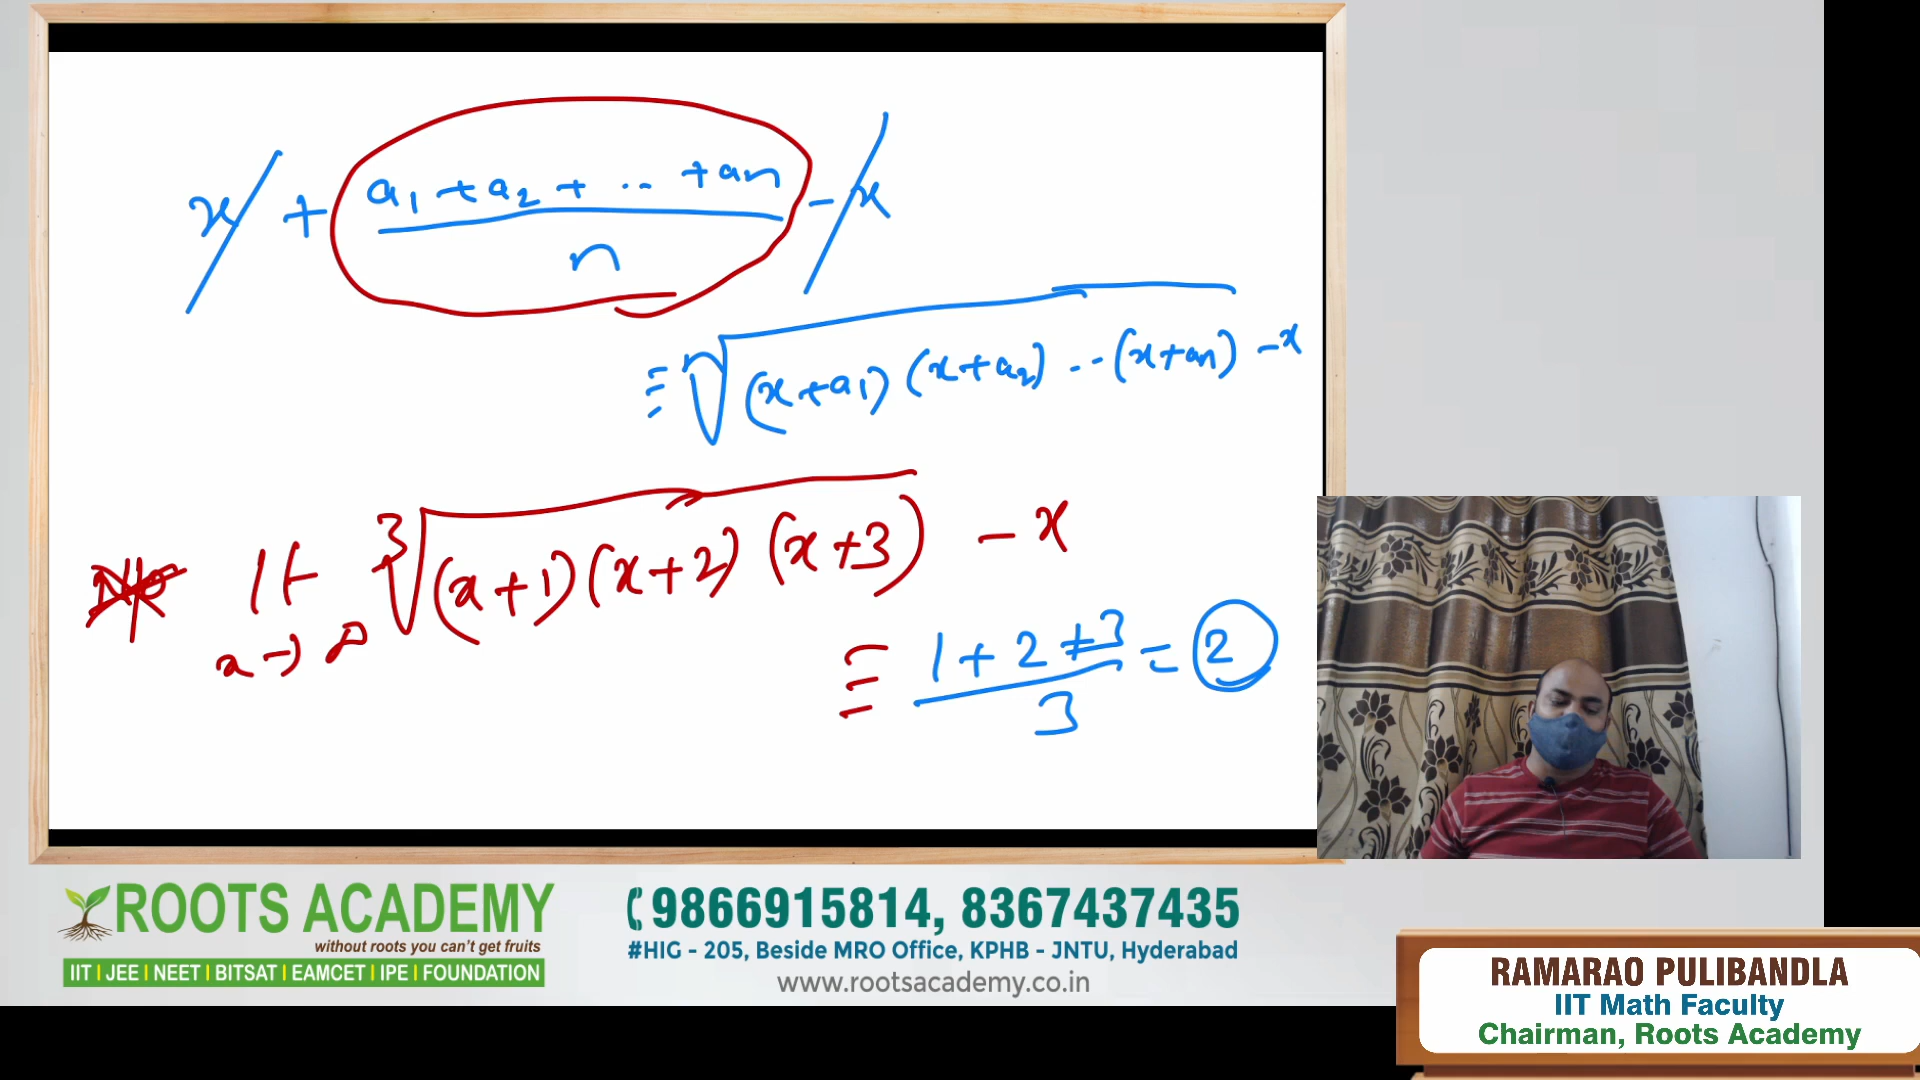 x + (a₁ + a₂ + .. + an)/n - x
≡ ⁿ√(x+a₁)(x+a₂) ... (x+an) - x
lt x→∞ ³√(x+1)(x+2)(x+3) - x
≡ (1+2+3)/3 = 2
ROOTS ACADEMY
without roots you can't get fruits
IIT | JEE | NEET | BITSAT | EAMCET | IPE | FOUNDATION
9866915814, 8367437435
#HIG - 205, Beside MRO Office, KPHB - JNTU, Hyderabad
www.rootsacademy.co.in
RAMARAO PULIBANDLA
IIT Math Faculty
Chairman, Roots Academy